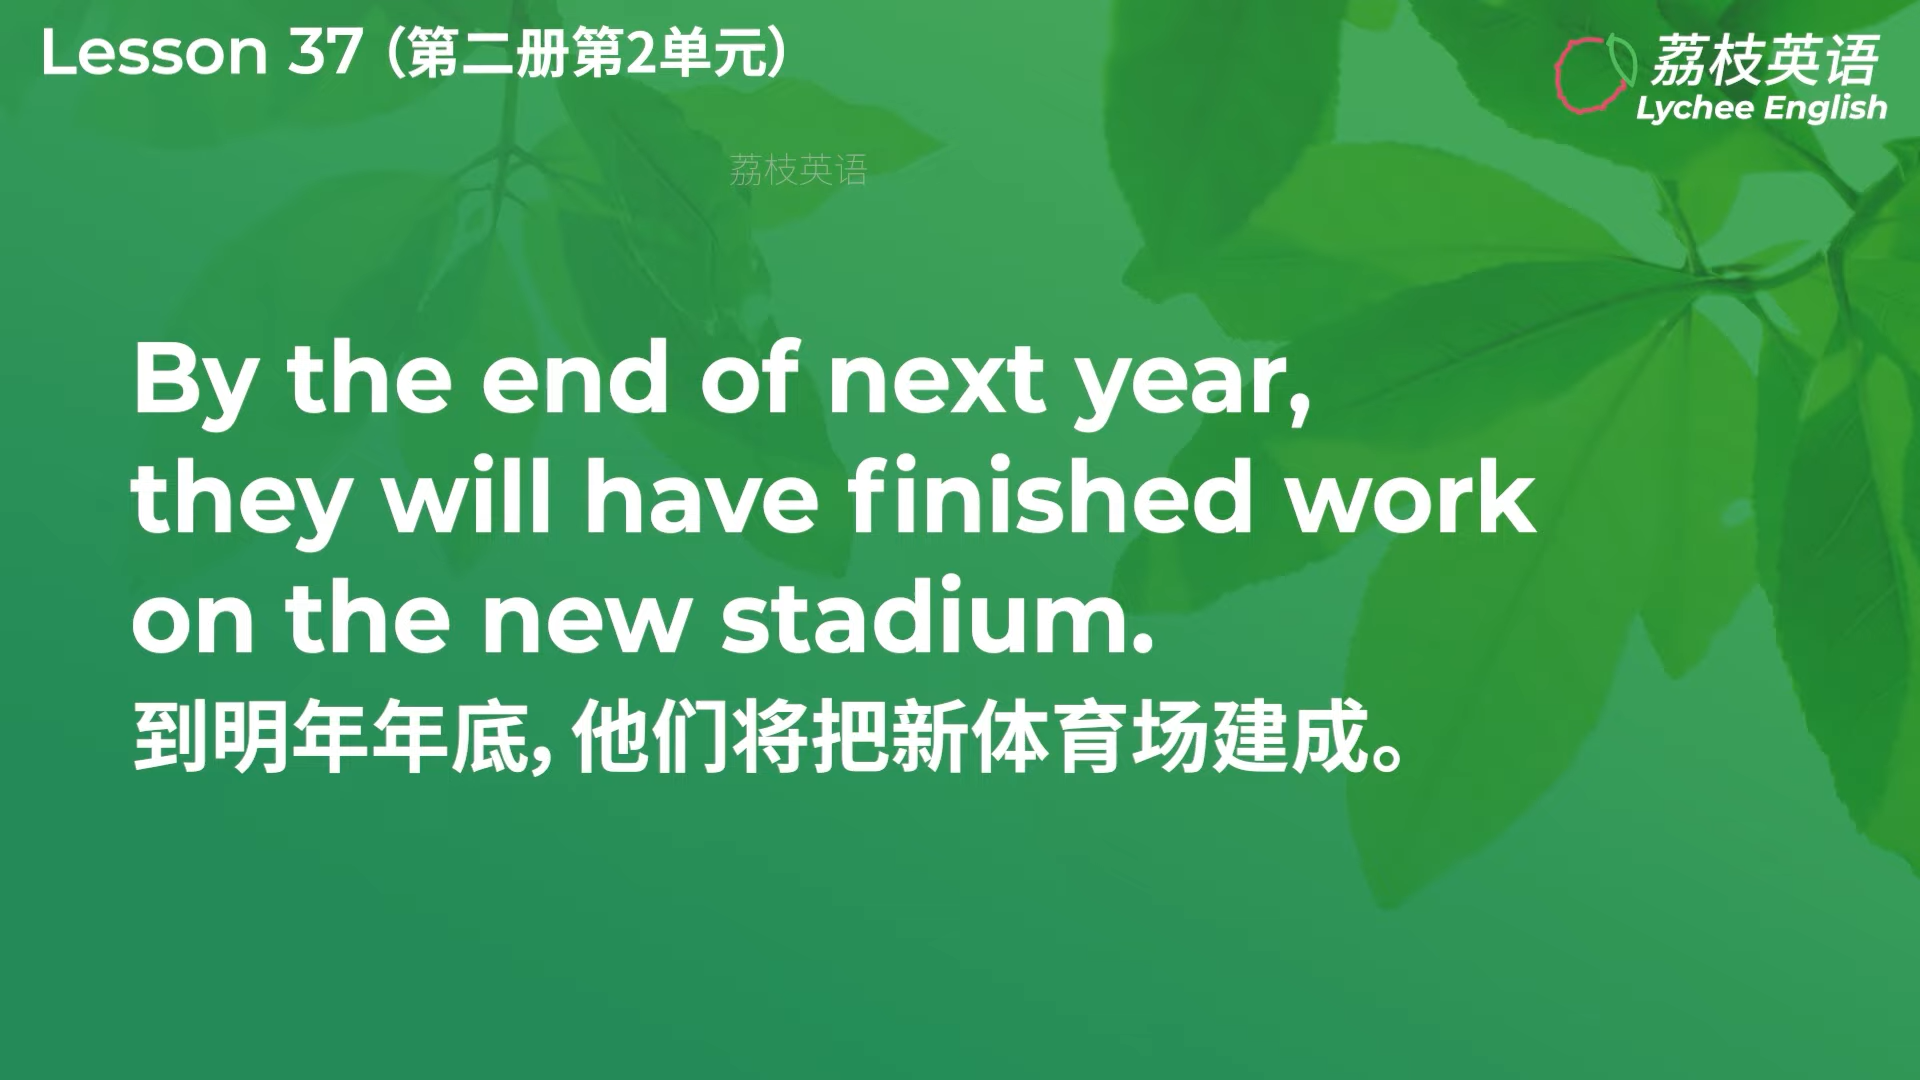 Lesson 37（第二册第2单元）
荔枝英语
Lychee English
荔枝英语
By the end of next year,
they will have finished work
on the new stadium.
到明年年底，他们将把新体育场建成。